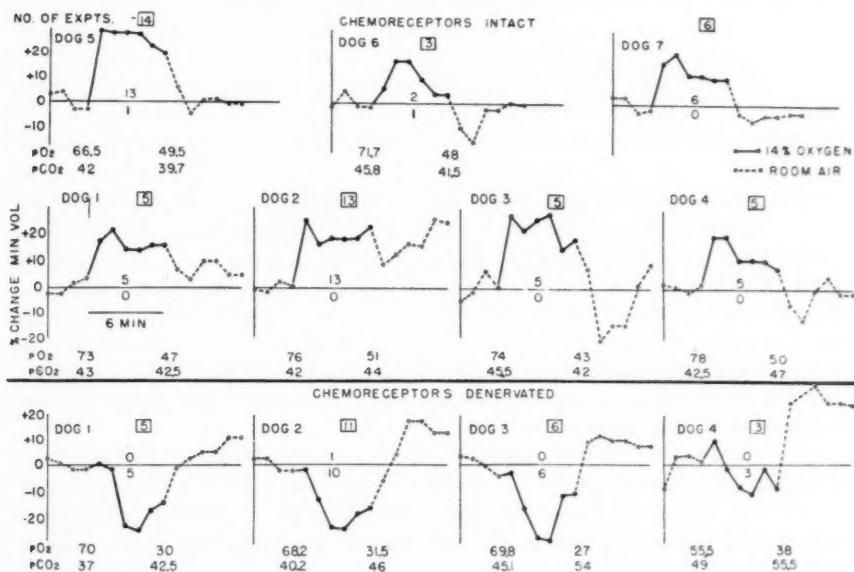 NO. OF EXPTS. - 14
CHEMORECEPTORS INTACT
+20
+10
0
-10
DOG 5
13
1
DOG 6
3
2
1
DOG 7
6
6
0
pO2 66,5 49,5
pCO2 42 39,7
71,7 48
45,8 41,5
14% OXYGEN
ROOM AIR
% CHANGE MIN VOL
+20
+10
0
-10
-20
DOG 1
5
5
0
6 MIN
DOG 2
13
13
0
DOG 3
5
5
0
DOG 4
5
5
0
pO2 73 47 76 51 74 43 78 50
pCO2 43 42,5 42 44 45,5 42 42,5 47
CHEMORECEPTOR'S DENERVATED
+20
+10
0
-10
-20
DOG 1
5
0
5
DOG 2
11
1
10
DOG 3
6
0
6
DOG 4
3
0
3
pO2 70 30 68,2 31,5 69,8 27 55,5 38
pCO2 37 42,5 40,2 46 45,1 54 49 55,5